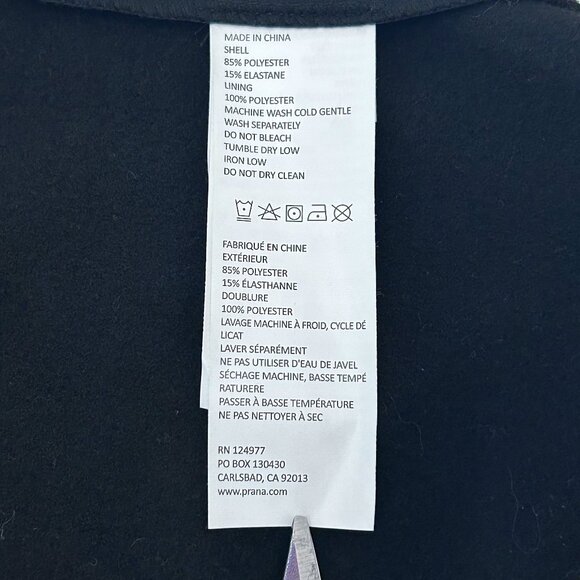 MADE IN CHINA
SHELL
85% POLYESTER
15% ELASTANE
LINING
100% POLYESTER
MACHINE WASH COLD GENTLE
WASH SEPARATELY
DO NOT BLEACH
TUMBLE DRY LOW
IRON LOW
DO NOT DRY CLEAN
FABRIQUÉ EN CHINE
EXTÉRIEUR
85% POLYESTER
15% ÉLASTHANNE
DOUBLURE
100% POLYESTER
LAVAGE MACHINE À FROID, CYCLE DÉ
LICAT
LAVER SÉPARÉMENT
NE PAS UTILISER D'EAU DE JAVEL
SÉCHAGE MACHINE, BASSE TEMPÉ
RATURERE
PASSER À BASSE TEMPÉRATURE
NE PAS NETTOYER À SEC
RN 124977
PO BOX 130430
CARLSBAD, CA 92013
www.prana.com